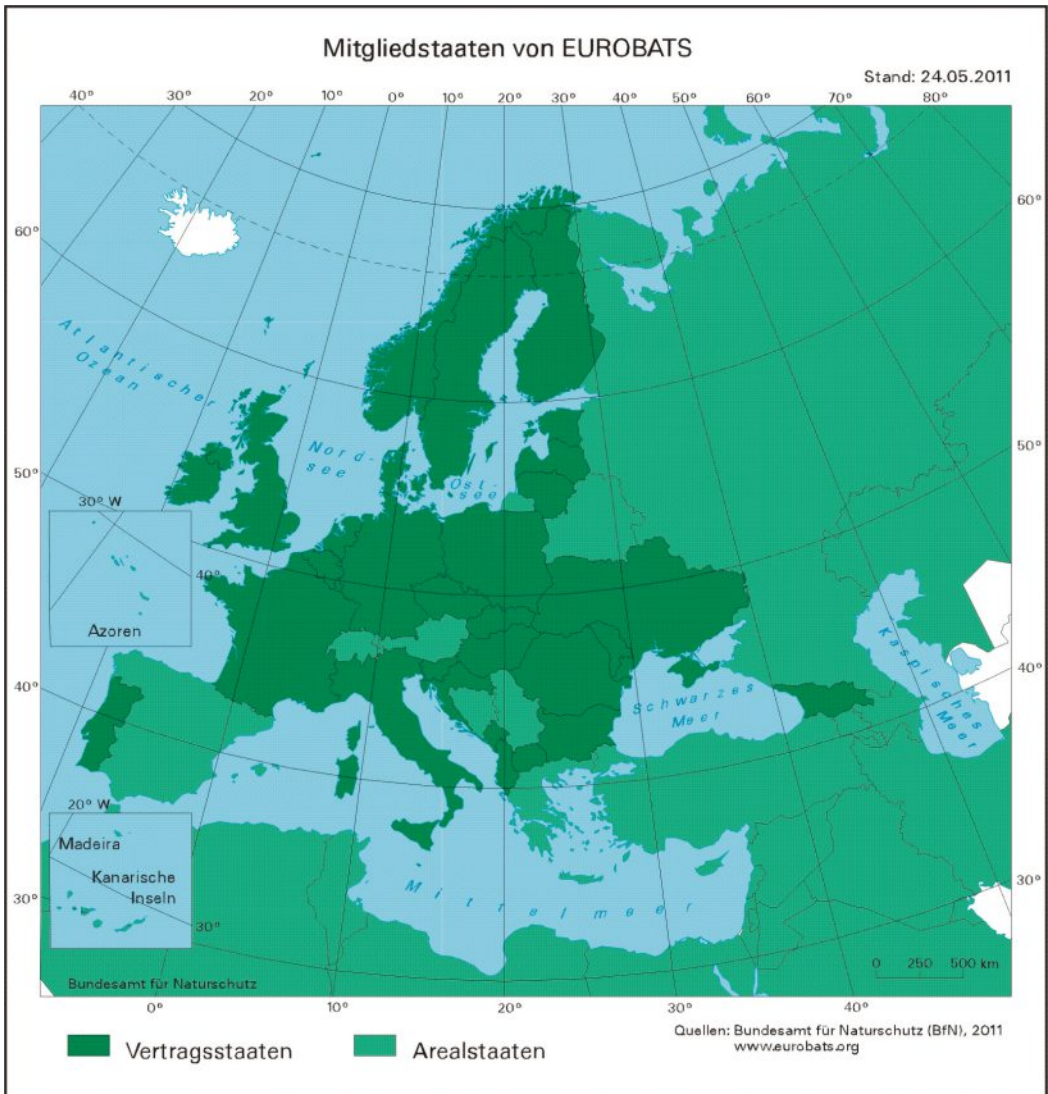 Mitgliedstaaten von EUROBATS
Stand: 24.05.2011
40° 30° 20° 10° 0° 10° 20° 30° 40° 50° 60° 70° 80°
60° 60°
Atlantischer
Ozean
Nord-
see
Ost-
see
50° 50°
30° W
40°
Azoren
40° 40°
Kaspisches
Meer
Schwarzes
Meer
20° W
Madeira
Kanarische
Inseln
30°
Mittelmeer
30° 30°
0 250 500 km
Bundesamt für Naturschutz
0° 10° 20° 30° 40°
Vertragsstaaten
Arealstaaten
Quellen: Bundesamt für Naturschutz (BfN), 2011
www.eurobats.org